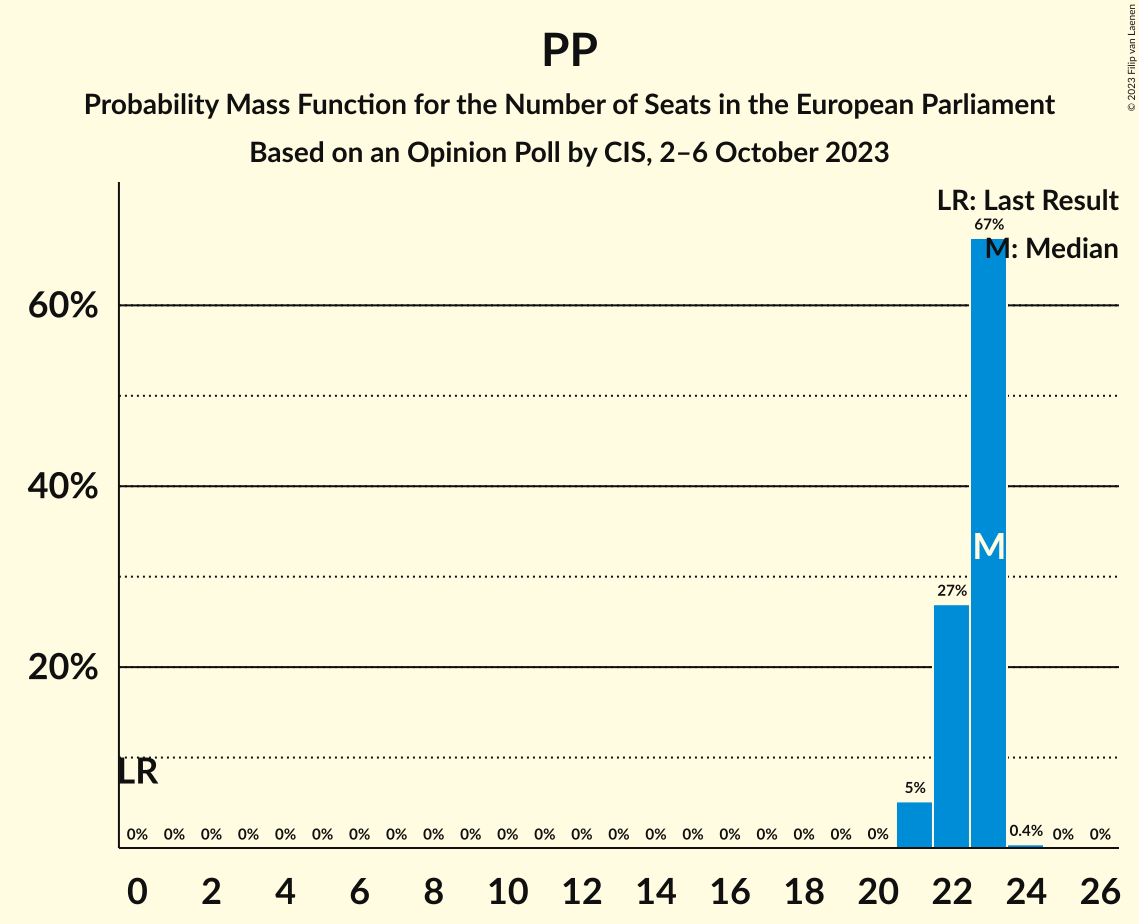 PP
Probability Mass Function for the Number of Seats in the European Parliament
Based on an Opinion Poll by CIS, 2–6 October 2023
© 2023 Filip van Laenen
LR: Last Result
M: Median
67%
60%
40%
M
27%
20%
LR
5%
0% 0% 0% 0% 0% 0% 0% 0% 0% 0% 0% 0% 0% 0% 0% 0% 0% 0% 0% 0% 0% 0.4% 0% 0%
0 2 4 6 8 10 12 14 16 18 20 22 24 26